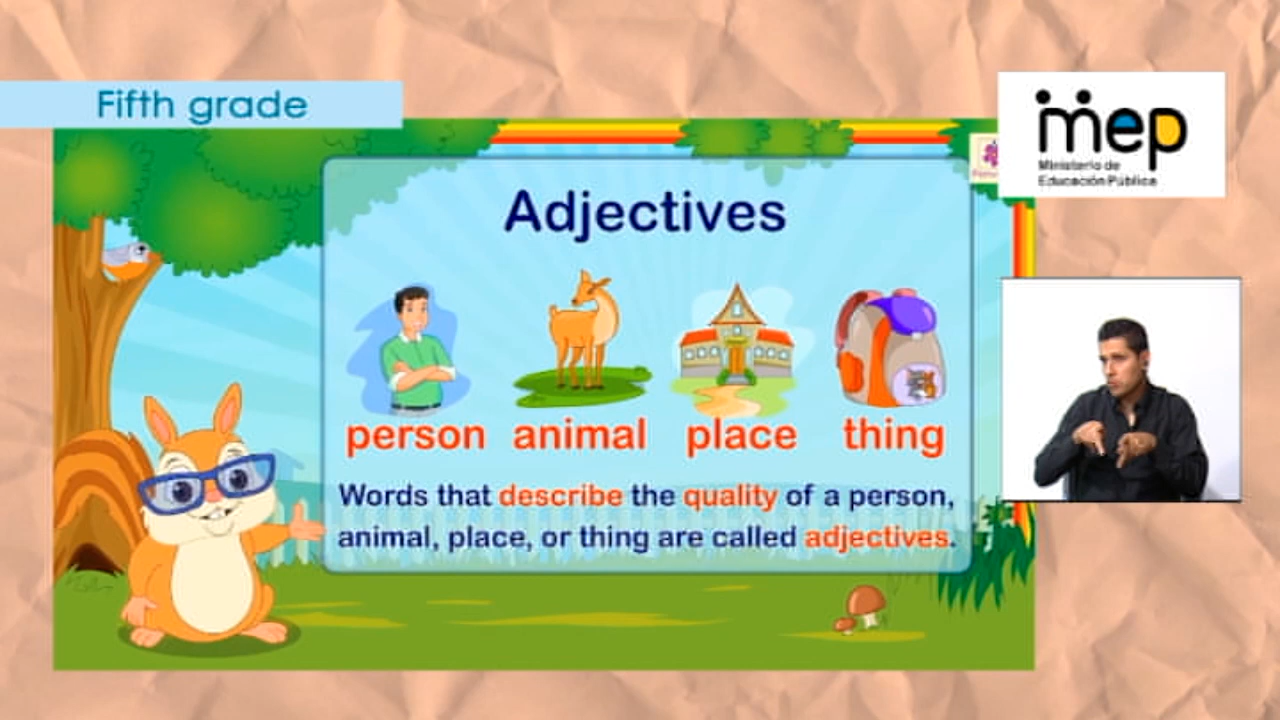 Fifth grade
mep
Ministerio de
Educación Pública
Adjectives
person animal place thing
Words that describe the quality of a person,
animal, place, or thing are called adjectives.